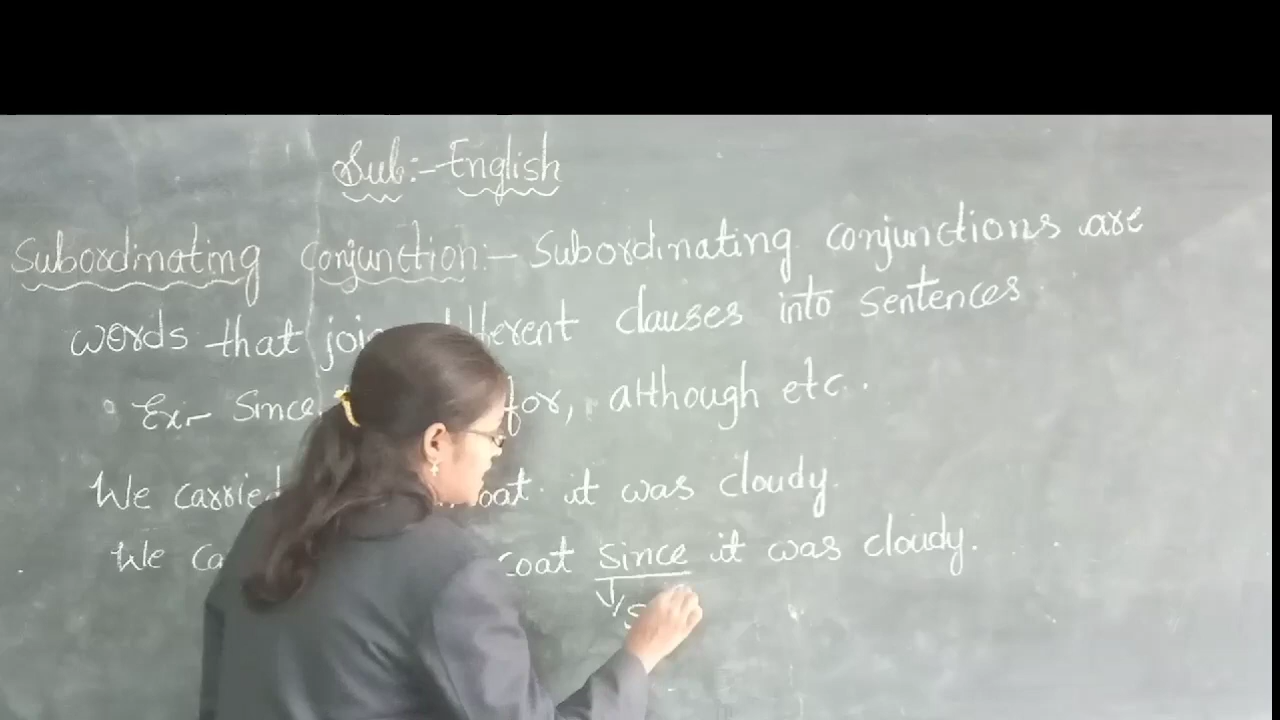 Sub:- English
Subordinating Conjunction:- Subordinating conjunctions are
words that join different clauses into sentences.
Ex:- Since, for, although etc..
We carried coat. it was cloudy.
We coat since it was cloudy.